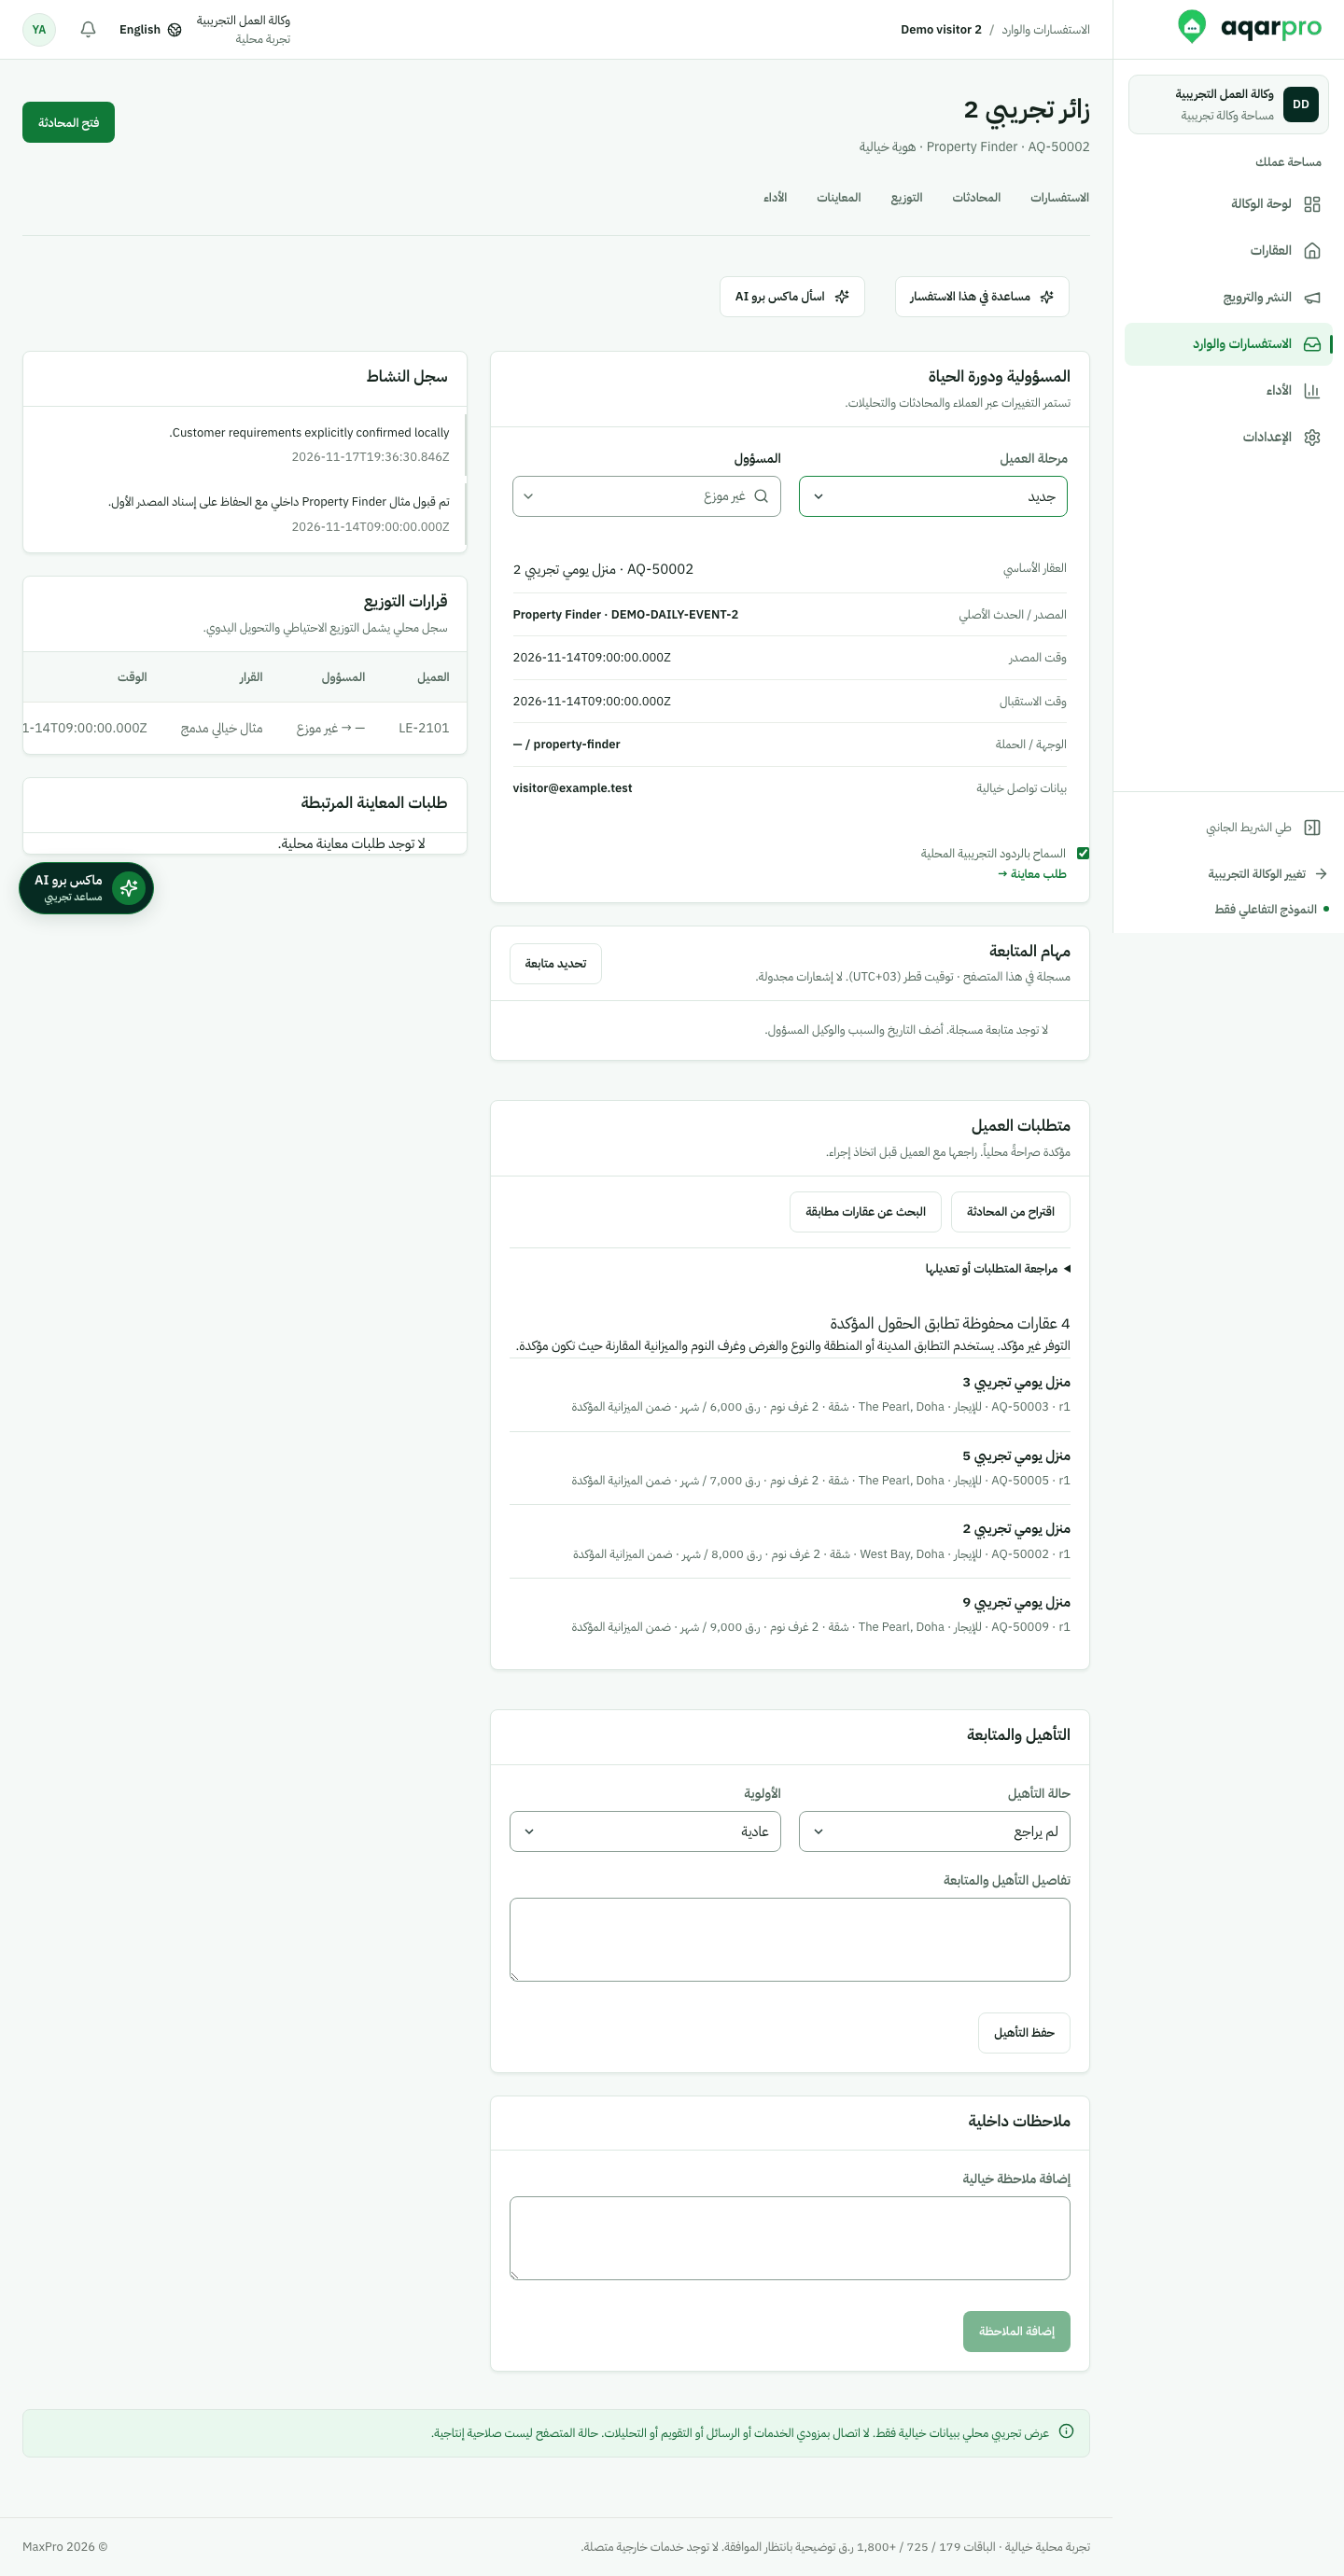 aqarpro
DD
وكالة العمل التجريبية
مساحة وكالة تجريبية
مساحة عملك
لوحة الوكالة
العقارات
النشر والترويج
الاستفسارات والوارد
الأداء
الإعدادات
طي الشريط الجانبي
تغيير الوكالة التجريبية
النموذج التفاعلي فقط
الاستفسارات والوارد / Demo visitor 2
وكالة العمل التجريبية
تجربة محلية
English
YA
زائر تجريبي 2
Property Finder · AQ-50002 · هوية خيالية
فتح المحادثة
الاستفسارات
المحادثات
التوزيع
المعاينات
الأداء
مساعدة في هذا الاستفسار
اسأل ماكس برو AI
المسؤولية ودورة الحياة
تستمر التغييرات عبر العملاء والمحادثات والتحليلات.
مرحلة العميل
المسؤول
جديد
غير موزع
العقار الأساسي
AQ-50002 · منزل يومي تجريبي 2
المصدر / الحدث الأصلي
Property Finder · DEMO-DAILY-EVENT-2
وقت المصدر
2026-11-14T09:00:00.000Z
وقت الاستقبال
2026-11-14T09:00:00.000Z
الوجهة / الحملة
— / property-finder
بيانات تواصل خيالية
visitor@example.test
السماح بالردود التجريبية المحلية
طلب معاينة →
مهام المتابعة
مسجلة في هذا المتصفح · توقيت قطر (UTC+03). لا إشعارات مجدولة.
تحديد متابعة
لا توجد متابعة مسجلة. أضف التاريخ والسبب والوكيل المسؤول.
متطلبات العميل
مؤكدة صراحةً محلياً. راجعها مع العميل قبل اتخاذ إجراء.
اقتراح من المحادثة
البحث عن عقارات مطابقة
مراجعة المتطلبات أو تعديلها
4 عقارات محفوظة تطابق الحقول المؤكدة
التوفر غير مؤكد. يستخدم التطابق المدينة أو المنطقة والنوع والغرض وغرف النوم والميزانية المقارنة حيث تكون مؤكدة.
منزل يومي تجريبي 3
AQ-50003 · r1 · للإيجار · The Pearl, Doha · شقة · 2 غرف نوم · ر.ق 6,000 / شهر · ضمن الميزانية المؤكدة
منزل يومي تجريبي 5
AQ-50005 · r1 · للإيجار · The Pearl, Doha · شقة · 2 غرف نوم · ر.ق 7,000 / شهر · ضمن الميزانية المؤكدة
منزل يومي تجريبي 2
AQ-50002 · r1 · للإيجار · West Bay, Doha · شقة · 2 غرف نوم · ر.ق 8,000 / شهر · ضمن الميزانية المؤكدة
منزل يومي تجريبي 9
AQ-50009 · r1 · للإيجار · The Pearl, Doha · شقة · 2 غرف نوم · ر.ق 9,000 / شهر · ضمن الميزانية المؤكدة
التأهيل والمتابعة
حالة التأهيل
الأولوية
لم يراجع
عادية
تفاصيل التأهيل والمتابعة
حفظ التأهيل
ملاحظات داخلية
إضافة ملاحظة خيالية
إضافة الملاحظة
سجل النشاط
Customer requirements explicitly confirmed locally.
2026-11-17T19:36:30.846Z
تم قبول مثال Property Finder داخلي مع الحفاظ على إسناد المصدر الأول.
2026-11-14T09:00:00.000Z
قرارات التوزيع
سجل محلي يشمل التوزيع الاحتياطي والتحويل اليدوي.
العميل
المسؤول
القرار
الوقت
LE-2101
— → غير موزع
مثال خيالي مدمج
1-14T09:00:00.000Z
طلبات المعاينة المرتبطة
لا توجد طلبات معاينة محلية.
ماكس برو AI
مساعد تجريبي
عرض تجريبي محلي ببيانات خيالية فقط. لا اتصال بمزودي الخدمات أو الرسائل أو التقويم أو التحليلات. حالة المتصفح ليست صلاحية إنتاجية.
تجربة محلية خيالية · الباقات 179 / 725 / +1,800 ر.ق توضيحية بانتظار الموافقة. لا توجد خدمات خارجية متصلة.
© 2026 MaxPro